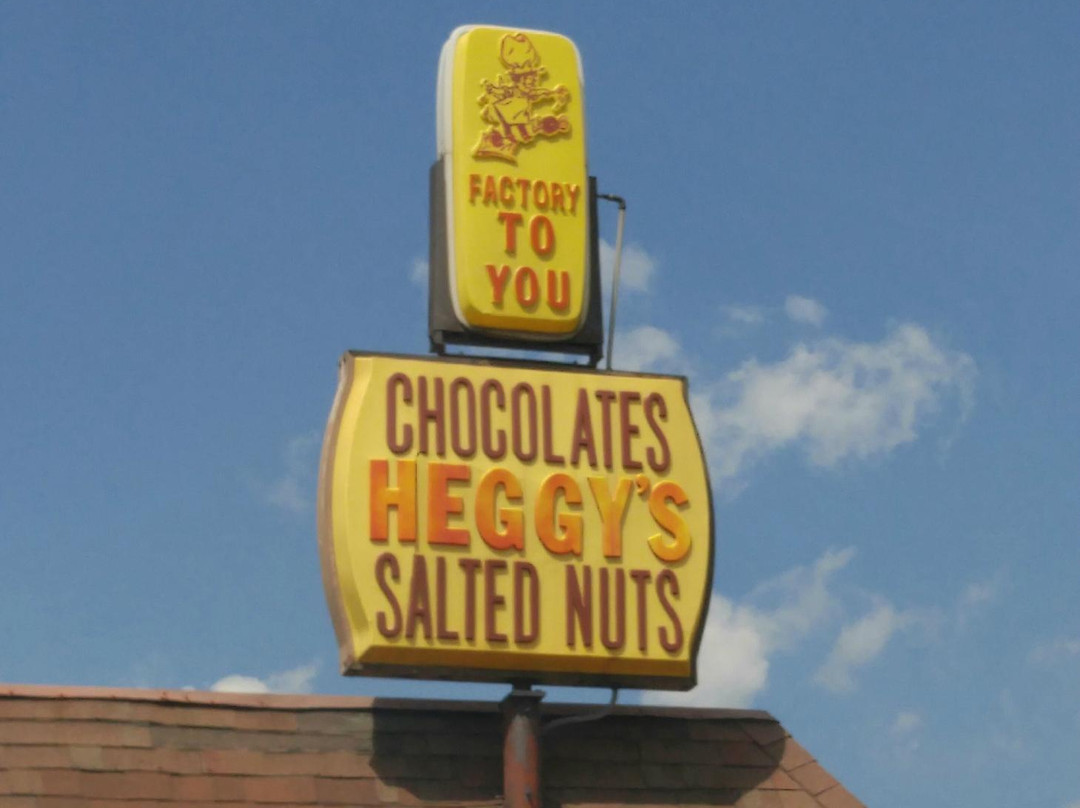 FACTORY
TO
YOU
CHOCOLATES
HEGGY'S
SALTED NUTS